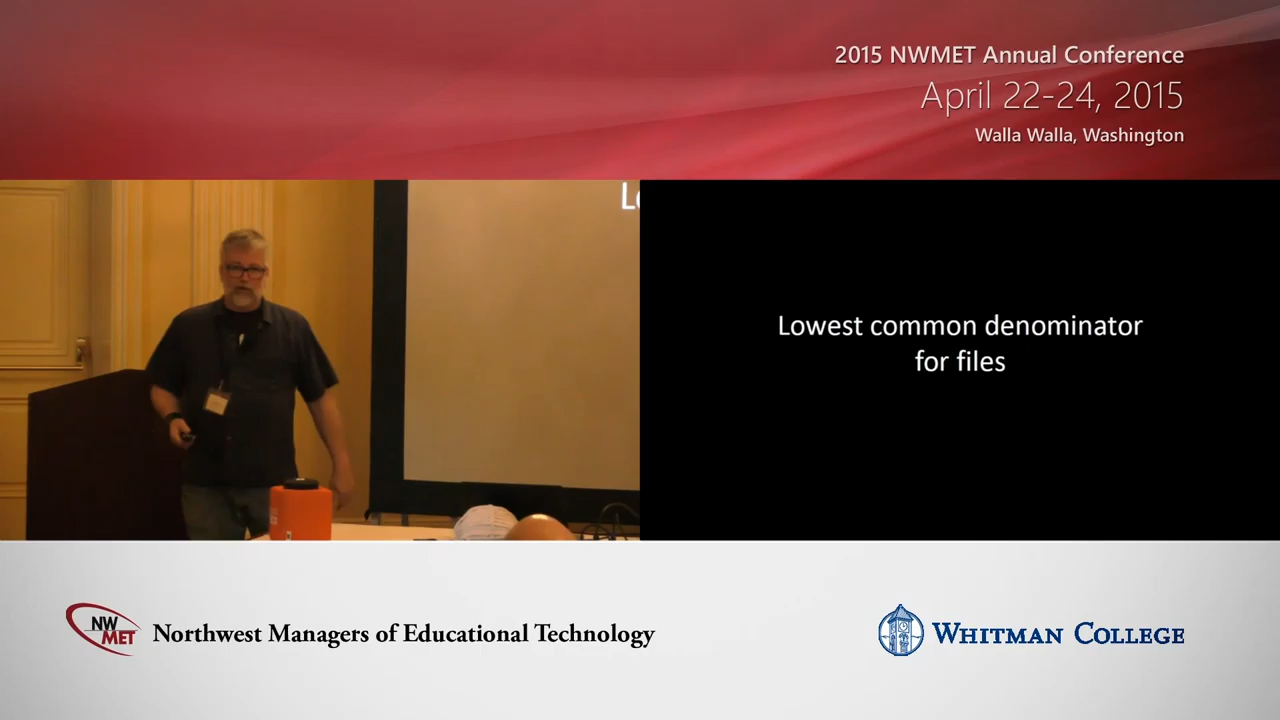 2015 NWMET Annual Conference
April 22-24, 2015
Walla Walla, Washington
Lo
Lowest common denominator
for files
NW
MET
Northwest Managers of Educational Technology
WHITMAN COLLEGE